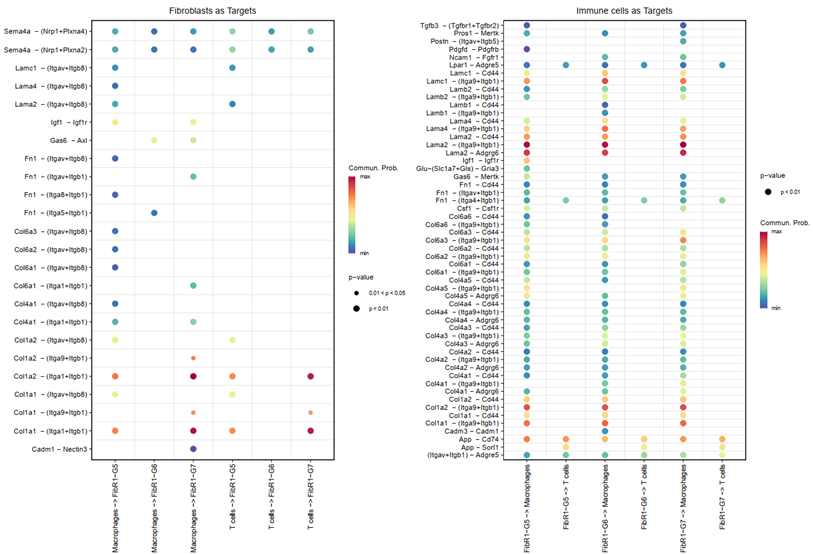 Fibroblasts as Targets
Sema4a − (Nrp1+Plxna4)
Sema4a − (Nrp1+Plxna2)
Lamc1 − (Itgav+Itgb8)
Lama4 − (Itgav+Itgb8)
Lama2 − (Itgav+Itgb8)
Igf1 − Igf1r
Gas6 − Axl
Fn1 − (Itgav+Itgb8)
Fn1 − (Itgav+Itgb1)
Fn1 − (Itga8+Itgb1)
Fn1 − (Itga5+Itgb1)
Col6a3 − (Itgav+Itgb8)
Col6a2 − (Itgav+Itgb8)
Col6a1 − (Itgav+Itgb8)
Col6a1 − (Itga1+Itgb1)
Col4a1 − (Itgav+Itgb8)
Col4a1 − (Itga1+Itgb1)
Col1a2 − (Itgav+Itgb8)
Col1a2 − (Itga9+Itgb1)
Col1a2 − (Itga1+Itgb1)
Col1a1 − (Itgav+Itgb8)
Col1a1 − (Itga9+Itgb1)
Col1a1 − (Itga1+Itgb1)
Cadm1 − Nectin3
Macrophages −> FibR1−G5
Macrophages −> FibR1−G6
Macrophages −> FibR1−G7
T cells −> FibR1−G5
T cells −> FibR1−G6
T cells −> FibR1−G7
Commun. Prob.
max
min
p−value
0.01 < p < 0.05
p < 0.01
Immune cells as Targets
Tgfb3 − (Tgfbr1+Tgfbr2)
Pros1 − Mertk
Postn − (Itgav+Itgb5)
Pdgfd − Pdgfrb
Ncam1 − Fgfr1
Lpar1 − Adgre5
Lamc1 − Cd44
Lamc1 − (Itga9+Itgb1)
Lamb2 − Cd44
Lamb2 − (Itga9+Itgb1)
Lamb1 − Cd44
Lamb1 − (Itga9+Itgb1)
Lama4 − Cd44
Lama4 − (Itga9+Itgb1)
Lama2 − Cd44
Lama2 − (Itga9+Itgb1)
Lama2 − Adgrg6
Igf1 − Igf1r
Glu−(Slc1a7+Gls) − Gria3
Gas6 − Mertk
Fn1 − Cd44
Fn1 − (Itgav+Itgb1)
Fn1 − (Itga4+Itgb1)
Csf1 − Csf1r
Col6a6 − Cd44
Col6a6 − (Itga9+Itgb1)
Col6a3 − Cd44
Col6a3 − (Itga9+Itgb1)
Col6a2 − Cd44
Col6a2 − (Itga9+Itgb1)
Col6a1 − Cd44
Col6a1 − (Itga9+Itgb1)
Col4a5 − Cd44
Col4a5 − (Itga9+Itgb1)
Col4a5 − Adgrg6
Col4a4 − Cd44
Col4a4 − (Itga9+Itgb1)
Col4a4 − Adgrg6
Col4a3 − Cd44
Col4a3 − (Itga9+Itgb1)
Col4a3 − Adgrg6
Col4a2 − Cd44
Col4a2 − (Itga9+Itgb1)
Col4a2 − Adgrg6
Col4a1 − Cd44
Col4a1 − (Itga9+Itgb1)
Col4a1 − Adgrg6
Col1a2 − Cd44
Col1a2 − (Itga9+Itgb1)
Col1a1 − Cd44
Col1a1 − (Itga9+Itgb1)
Cadm3 − Cadm1
App − Cd74
App − Sorl1
(Itgav+Itgb1) − Adgre5
FibR1−G5 −> Macrophages
FibR1−G5 −> T cells
FibR1−G6 −> Macrophages
FibR1−G6 −> T cells
FibR1−G7 −> Macrophages
FibR1−G7 −> T cells
p−value
p < 0.01
Commun. Prob.
max
min